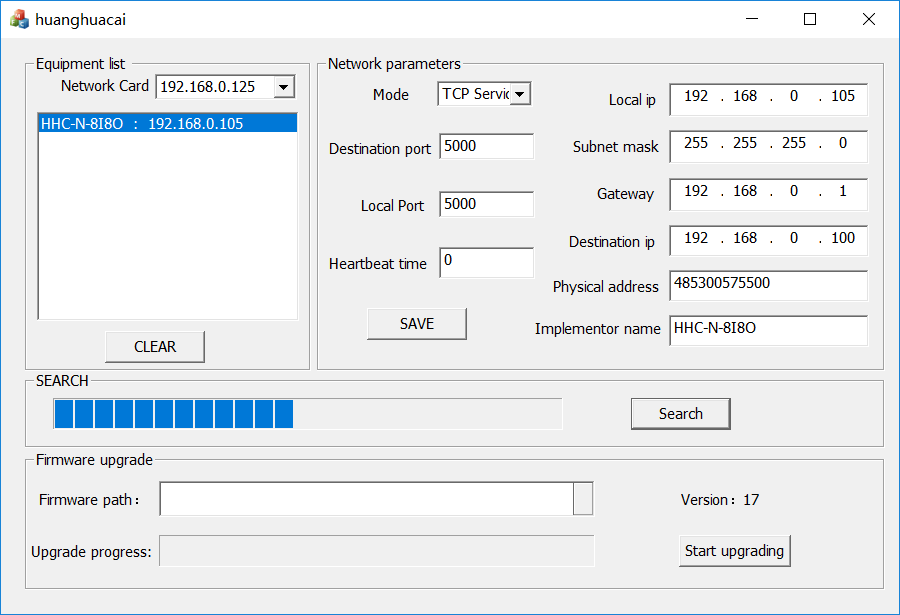 huanghuacai
Equipment list
Network Card 192.168.0.125
HHC-N-8I8O : 192.168.0.105
CLEAR
Network parameters
Mode TCP Servic
Destination port 5000
Local Port 5000
Heartbeat time 0
SAVE
Local ip 192 . 168 . 0 . 105
Subnet mask 255 . 255 . 255 . 0
Gateway 192 . 168 . 0 . 1
Destination ip 192 . 168 . 0 . 100
Physical address 485300575500
Implementor name HHC-N-8I8O
SEARCH
Search
Firmware upgrade
Firmware path：
Version：17
Upgrade progress:
Start upgrading